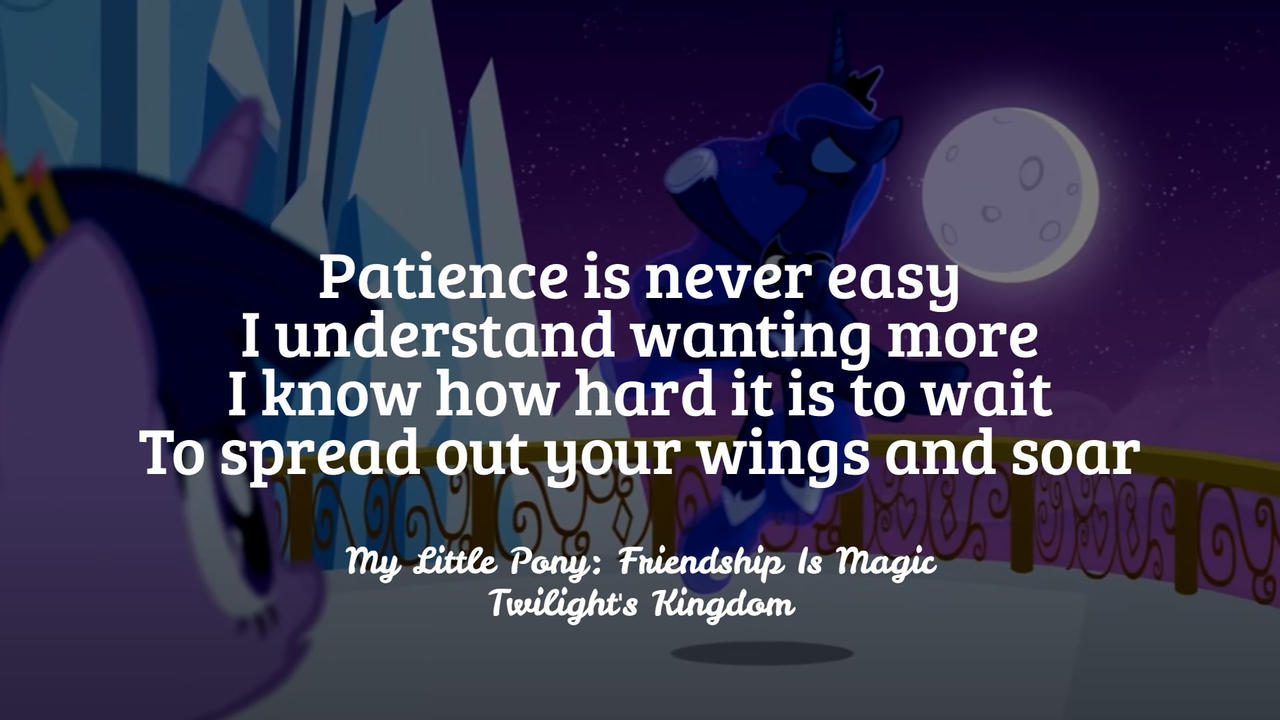 Patience is never easy
I understand wanting more
I know how hard it is to wait
To spread out your wings and soar
My Little Pony: Friendship Is Magic
Twilight's Kingdom